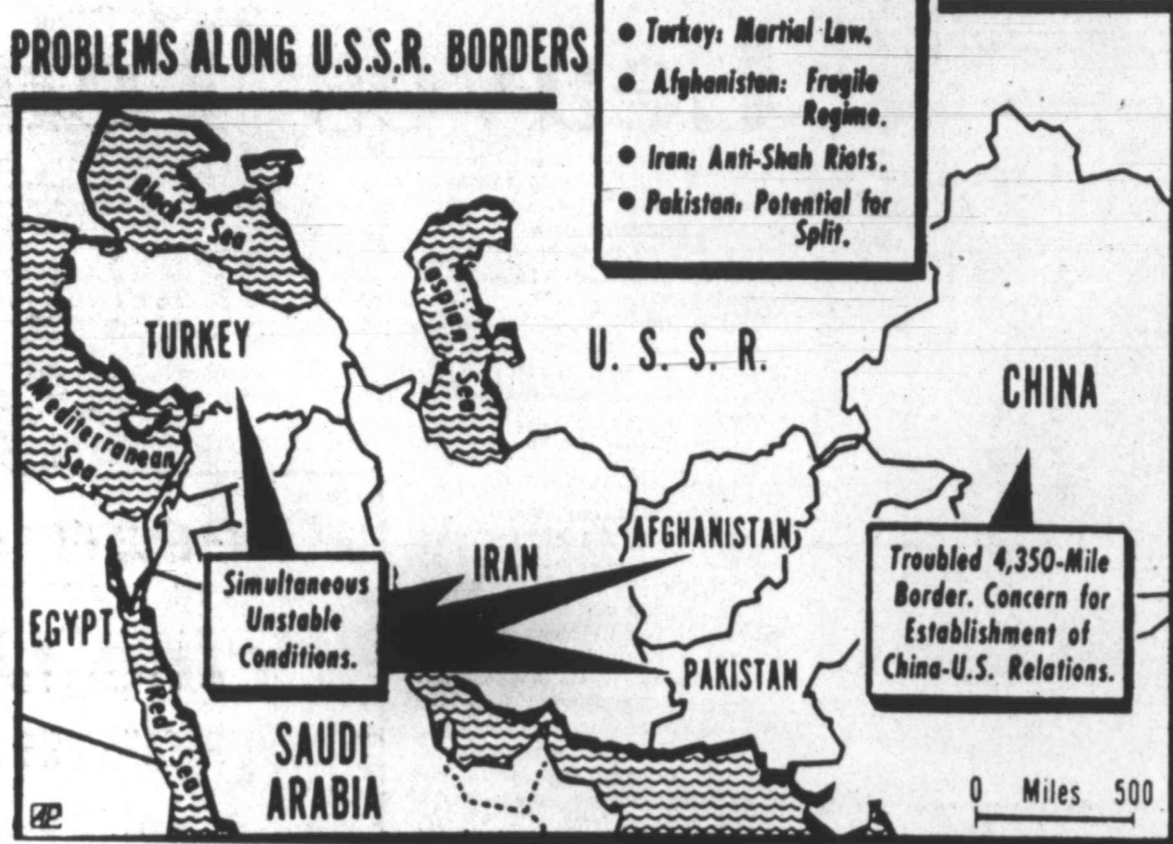 PROBLEMS ALONG U.S.S.R. BORDERS
• Turkey: Martial Law.
• Afghanistan: Fragile
Regime.
• Iran: Anti-Shah Riots.
• Pakistan: Potential for
Split.
Black
Sea
Caspian
Sea
TURKEY
U. S. S. R.
CHINA
Mediterranean
Sea
AFGHANISTAN
IRAN
Simultaneous
Unstable
Conditions.
Troubled 4,350-Mile
Border. Concern for
Establishment of
China-U.S. Relations.
EGYPT
PAKISTAN
Red Sea
SAUDI
ARABIA
0 Miles 500
AP